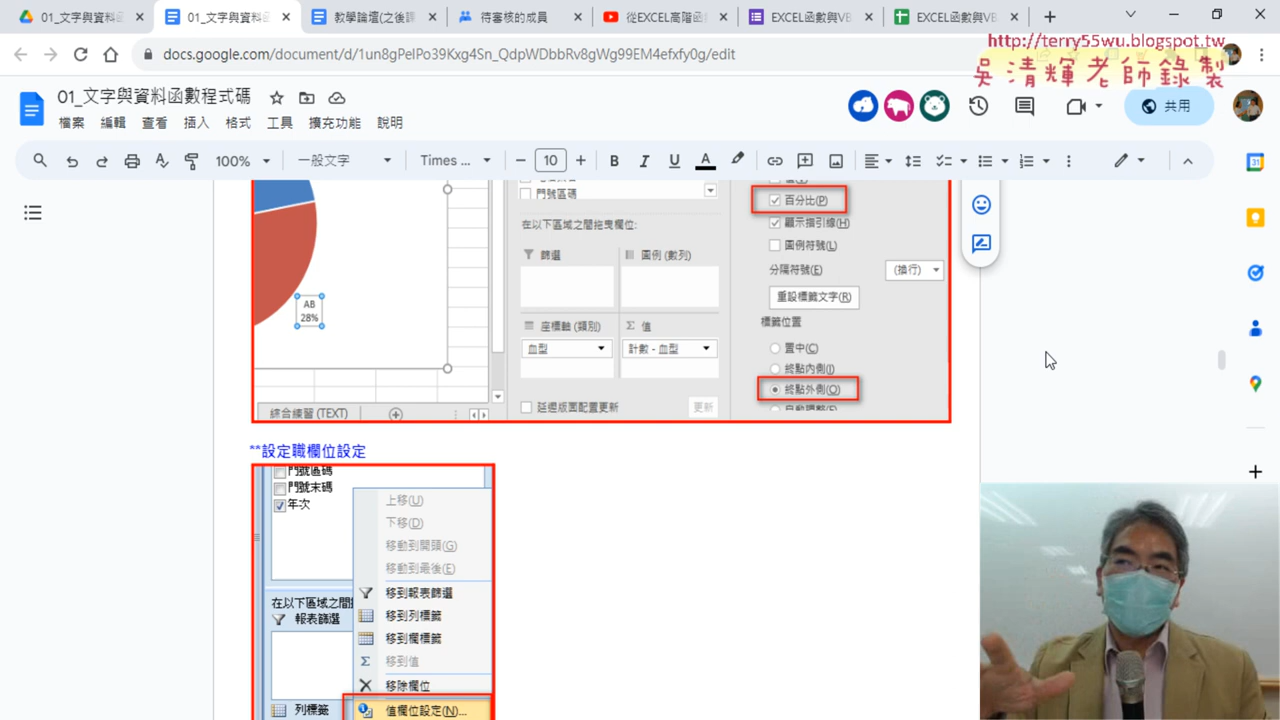 01_文字與資料函
01_文字與資料函
教學論壇(之後課
待審核的成員
從EXCEL高階函
EXCEL函數與VB
EXCEL函數與VB
docs.google.com/document/d/1un8gPelPo39Kxg4Sn_QdpWDbbRv8gWg99EM4efxfy0g/edit
http://terry55wu.blogspot.tw
吳清輝老師錄製
01_文字與資料函數程式碼
檔案 編輯 查看 插入 格式 工具 擴充功能 說明
共用
100% 一般文字 Times ... 10 B I U A
AB
28%
綜合練習 (TEXT)
門號區碼
在以下區域之間拖曳欄位:
篩選 圖例 (數列)
座標軸 (類別) Σ 值
血型 計數 - 血型
延遲版面配置更新 更新
百分比(P)
顯示指引線(H)
圖例符號(L)
分隔符號(E) (換行)
重設標籤文字(R)
標籤位置
置中(C)
終點內側(I)
終點外側(O)
**設定職欄位設定
門號區碼
門號末碼
年次
在以下區域之間
報表篩選
列標籤
上移(U)
下移(D)
移動到開頭(G)
移動到最後(E)
移到報表篩選
移到列標籤
移到欄標籤
Σ 移到值
移除欄位
值欄位設定(N)...